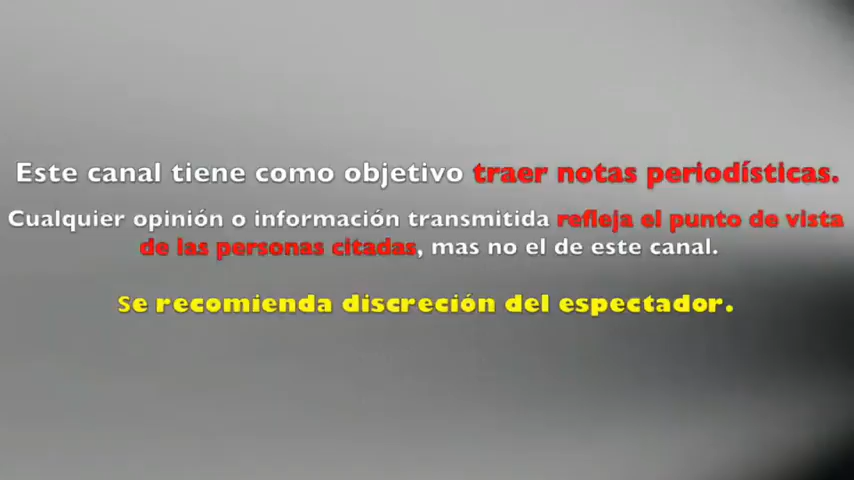 Este canal tiene como objetivo traer notas periodísticas.
Cualquier opinión o información transmitida refleja el punto de vista
de las personas citadas, mas no el de este canal.
Se recomienda discreción del espectador.